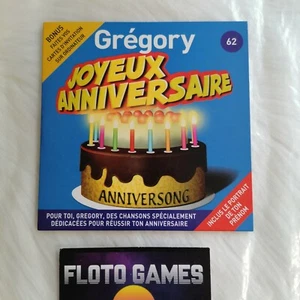 BONUS
FAITES VOS
CARTES D'INVITATION
SUR ORDINATEUR
Grégory
62
JOYEUX
ANNIVERSAIRE
ANNIVERSONG
POUR TOI, GREGORY, DES CHANSONS SPÉCIALEMENT
DÉDICACÉES POUR RÉUSSIR TON ANNIVERSAIRE
INCLUS LE PORTRAIT
DE TON
PRÉNOM
FLOTO GAMES